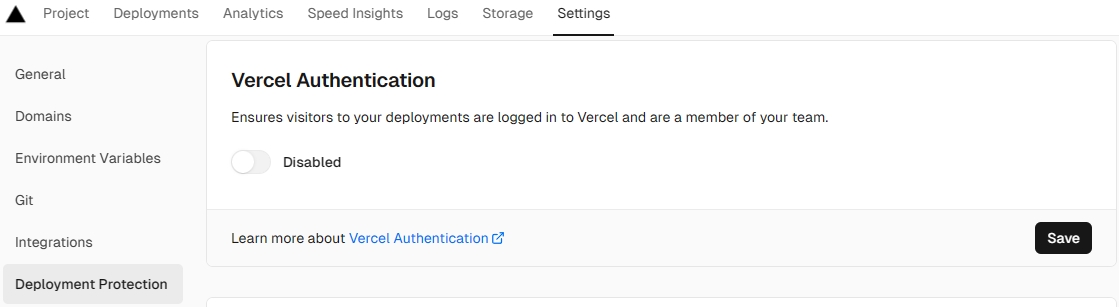 Project Deployments Analytics Speed Insights Logs Storage Settings
General
Domains
Environment Variables
Git
Integrations
Deployment Protection
Vercel Authentication
Ensures visitors to your deployments are logged in to Vercel and are a member of your team.
Disabled
Learn more about Vercel Authentication
Save